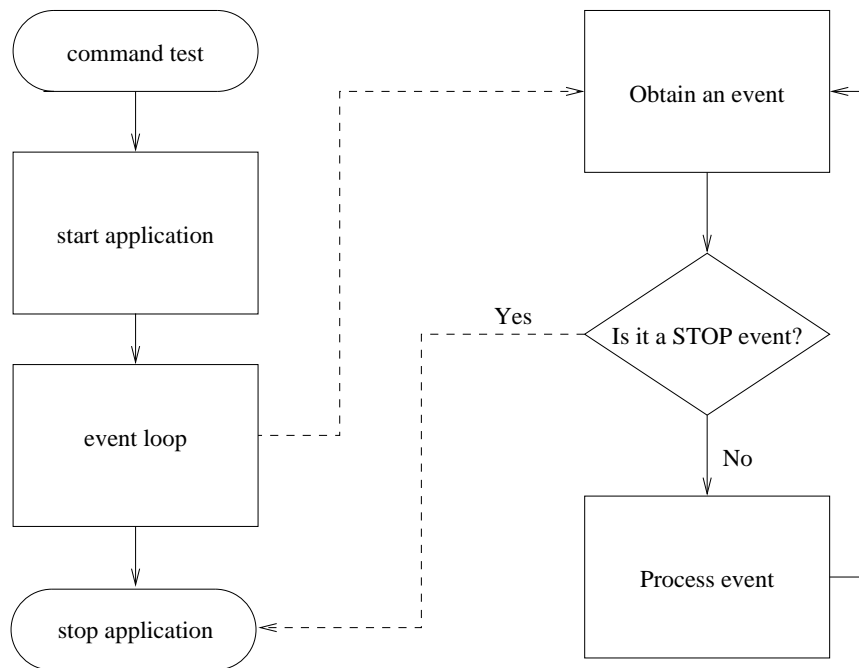 command test
start application
event loop
stop application
Obtain an event
Is it a STOP event?
Yes
No
Process event